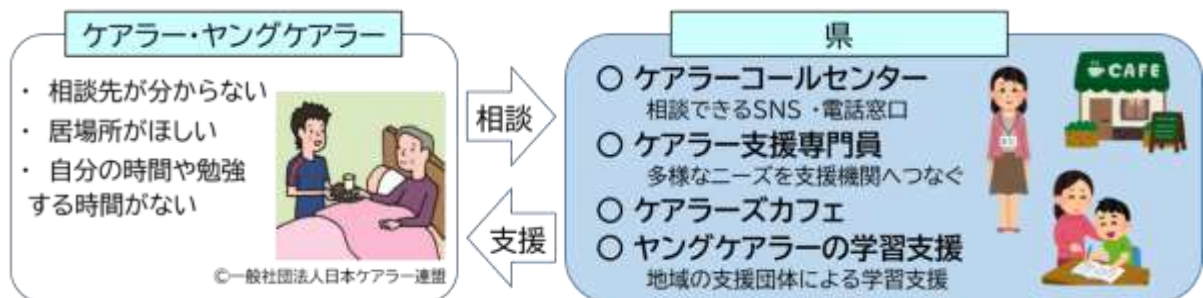 ケアラー・ヤングケアラー
・ 相談先が分からない
・ 居場所がほしい
・ 自分の時間や勉強
する時間がない
©一般社団法人日本ケアラー連盟
相談
支援
県
○ ケアラーコールセンター
相談できるSNS ・電話窓口
○ ケアラー支援専門員
多様なニーズを支援機関へつなぐ
○ ケアラーズカフェ
○ ヤングケアラーの学習支援
地域の支援団体による学習支援
CAFE